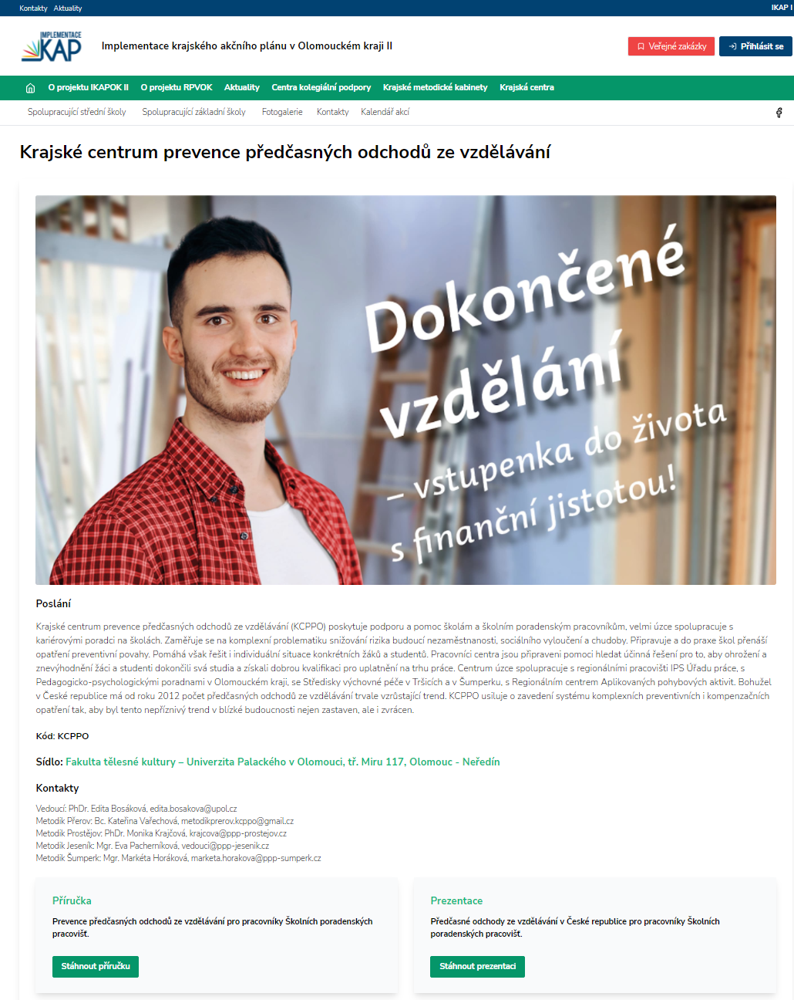 Kontakty Aktuality IKAP I
IMPLEMENTACE
KAP
Implementace krajského akčního plánu v Olomouckém kraji II
Veřejné zakázky
Přihlásit se
O projektu IKAPOK II O projektu RPVOK Aktuality Centra kolegiální podpory Krajské metodické kabinety Krajská centra
Spolupracující střední školy Spolupracující základní školy Fotogalerie Kontakty Kalendář akcí
Krajské centrum prevence předčasných odchodů ze vzdělávání
Dokončené
vzdělání
– vstupenka do života
s finanční jistotou!
Poslání
Krajské centrum prevence předčasných odchodů ze vzdělávání (KCPPO) poskytuje podporu a pomoc školám a školním poradenským pracovníkům, velmi úzce spolupracuje s
kariérovými poradci na školách. Zaměřuje se na komplexní problematiku snižování rizika budoucí nezaměstnanosti, sociálního vyloučení a chudoby. Připravuje a do praxe škol přenáší
opatření preventivní povahy. Pomáhá však řešit i individuální situace konkrétních žáků a studentů. Pracovníci centra jsou připraveni pomoci hledat účinná řešení pro to, aby ohrožení a
znevýhodnění žáci a studenti dokončili svá studia a získali dobrou kvalifikaci pro uplatnění na trhu práce. Centrum úzce spolupracuje s regionálními pracovišti IPS Úřadu práce, s
Pedagogicko-psychologickými poradnami v Olomouckém kraji, se Středisky výchovné péče v Tršicích a v Šumperku, s Regionálním centrem Aplikovaných pohybových aktivit. Bohužel
v České republice má od roku 2012 počet předčasných odchodů ze vzdělávání trvale vzrůstající trend. KCPPO usiluje o zavedení systému komplexních preventivních i kompenzačních
opatření tak, aby byl tento nepříznivý trend v blízké budoucnosti nejen zastaven, ale i zvrácen.
Kód: KCPPO
Sídlo: Fakulta tělesné kultury – Univerzita Palackého v Olomouci, tř. Miru 117, Olomouc - Neředín
Kontakty
Vedoucí: PhDr. Edita Bosáková, edita.bosakova@upol.cz
Metodik Přerov: Bc. Kateřina Vařechová, metodikprerov.kcppo@gmail.cz
Metodik Prostějov: PhDr. Monika Krajčová, krajcova@ppp-prostejov.cz
Metodik Jeseník: Mgr. Eva Pacherníková, vedouci@ppp-jesenik.cz
Metodik Šumperk: Mgr. Markéta Horáková, marketa.horakova@ppp-sumperk.cz
Příručka
Prevence předčasných odchodů ze vzdělávání pro pracovníky Školních poradenských
pracovišť.
Stáhnout příručku
Prezentace
Předčasné odchody ze vzdělávání v České republice pro pracovníky Školních
poradenských pracovišť.
Stáhnout prezentaci